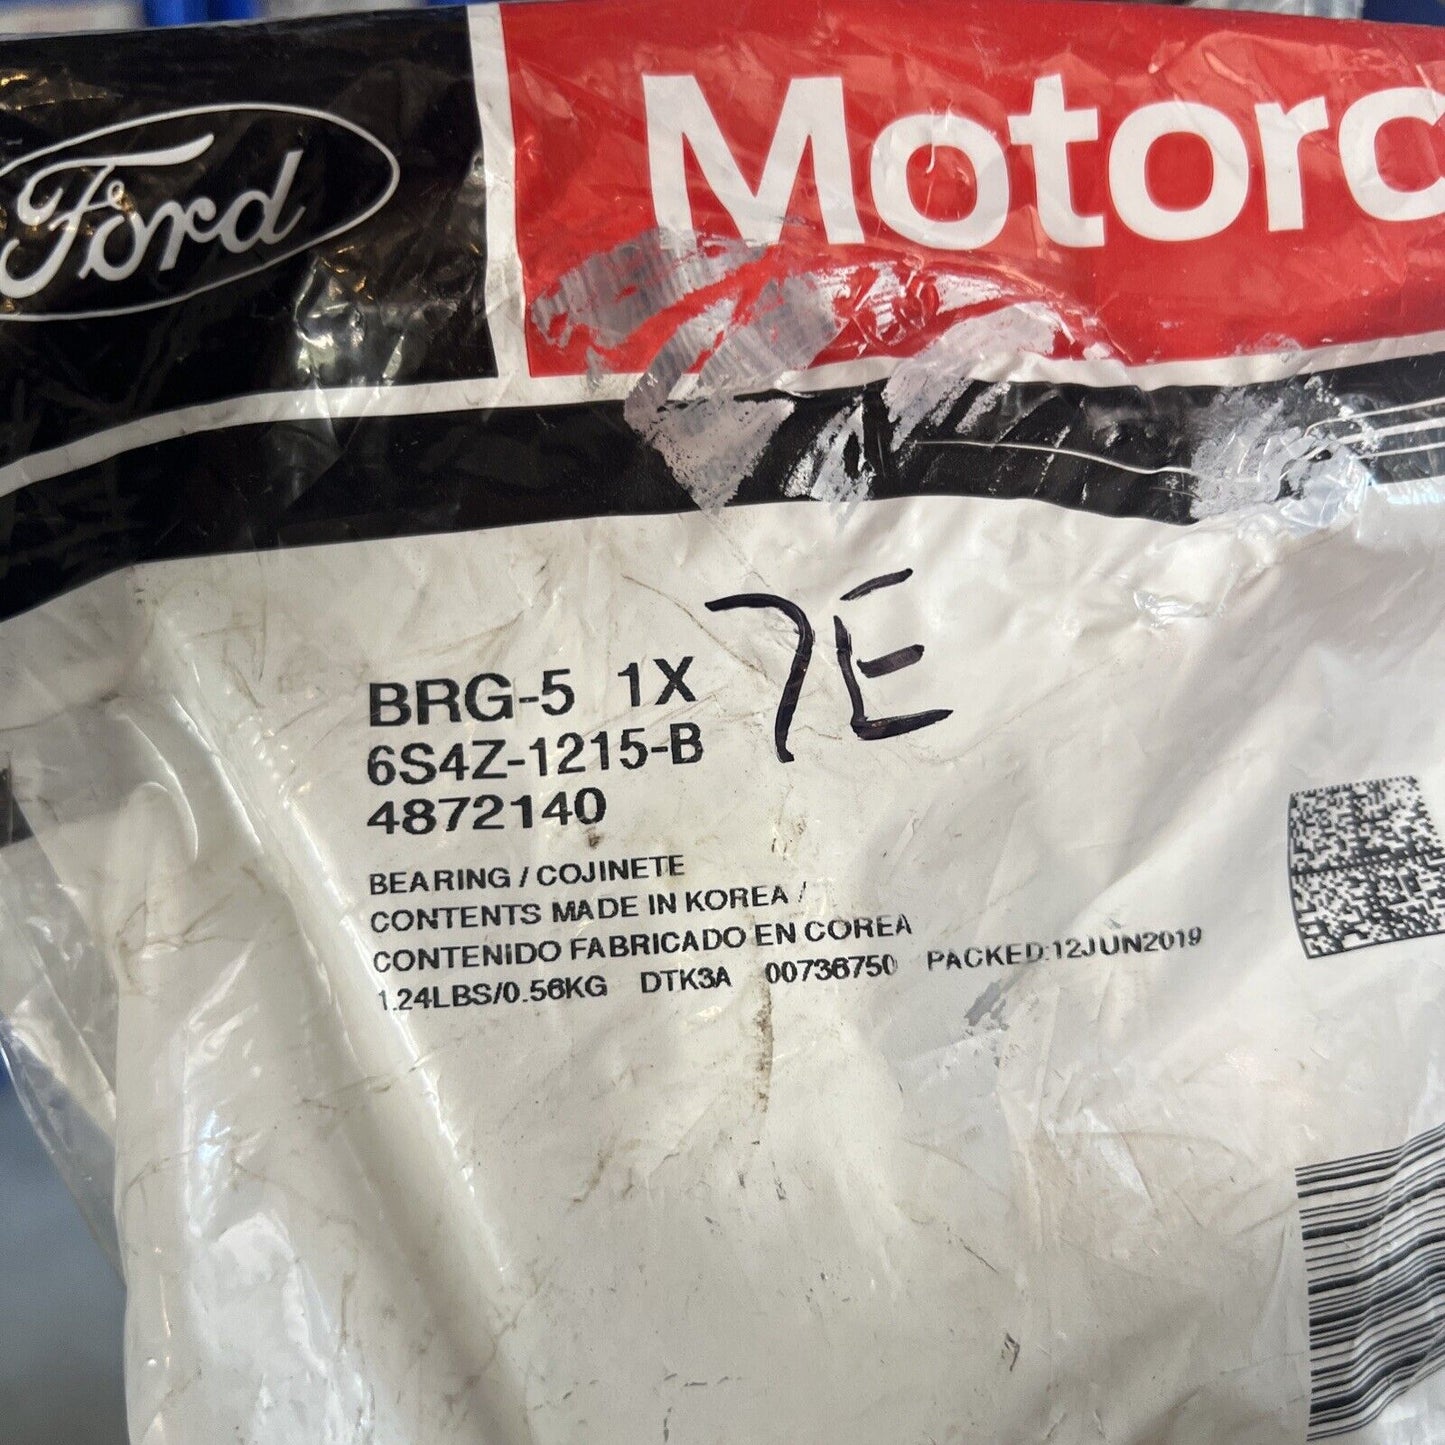 Ford
Motorc
7E
BRG-5 1X
6S4Z-1215-B
4872140
BEARING / COJINETE
CONTENTS MADE IN KOREA /
CONTENIDO FABRICADO EN COREA
1.24LBS/0.56KG DTK3A 00736750 PACKED:12JUN2019